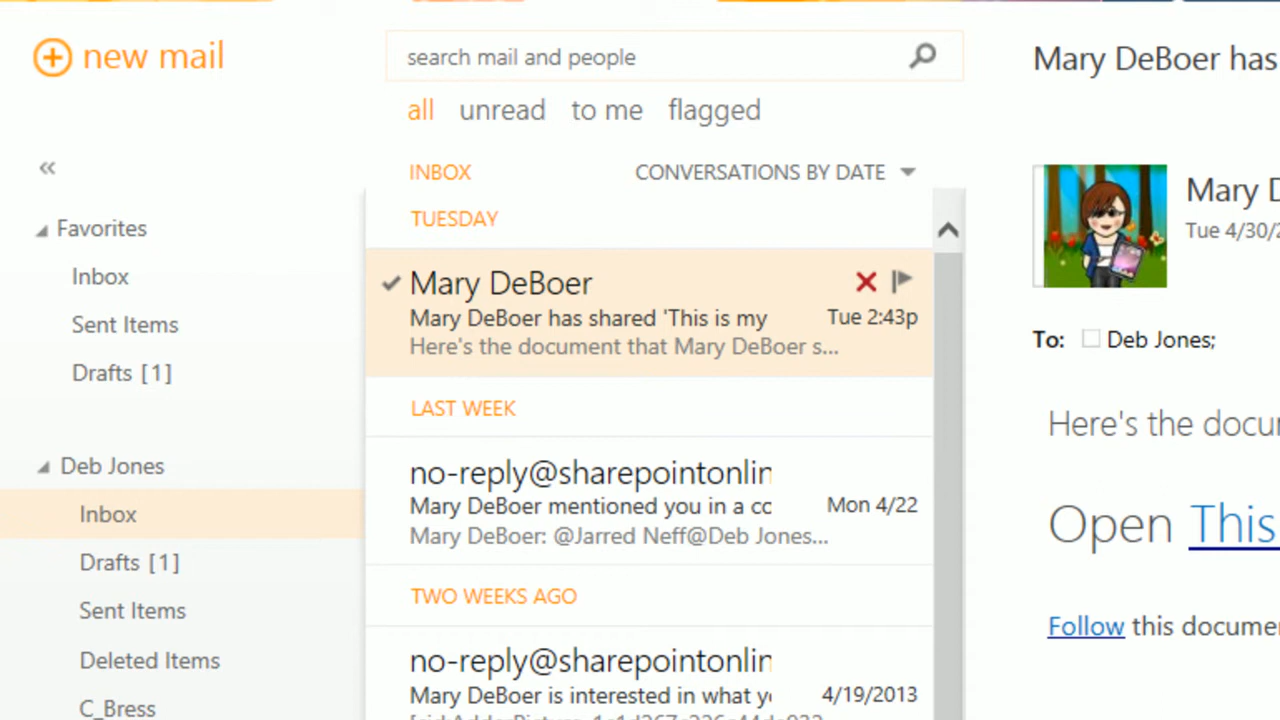 new mail
search mail and people
all unread to me flagged
INBOX CONVERSATIONS BY DATE
Favorites
Inbox
Sent Items
Drafts [1]
Deb Jones
Inbox
Drafts [1]
Sent Items
Deleted Items
C_Bress
TUESDAY
Mary DeBoer
Mary DeBoer has shared 'This is my Tue 2:43p
Here's the document that Mary DeBoer s...
LAST WEEK
no-reply@sharepointonlin
Mary DeBoer mentioned you in a cc Mon 4/22
Mary DeBoer: @Jarred Neff@Deb Jones...
TWO WEEKS AGO
no-reply@sharepointonlin
Mary DeBoer is interested in what 4/19/2013
Mary DeBoer has
Mary
Tue 4/30/
To: Deb Jones;
Here's the
Open This
Follow this